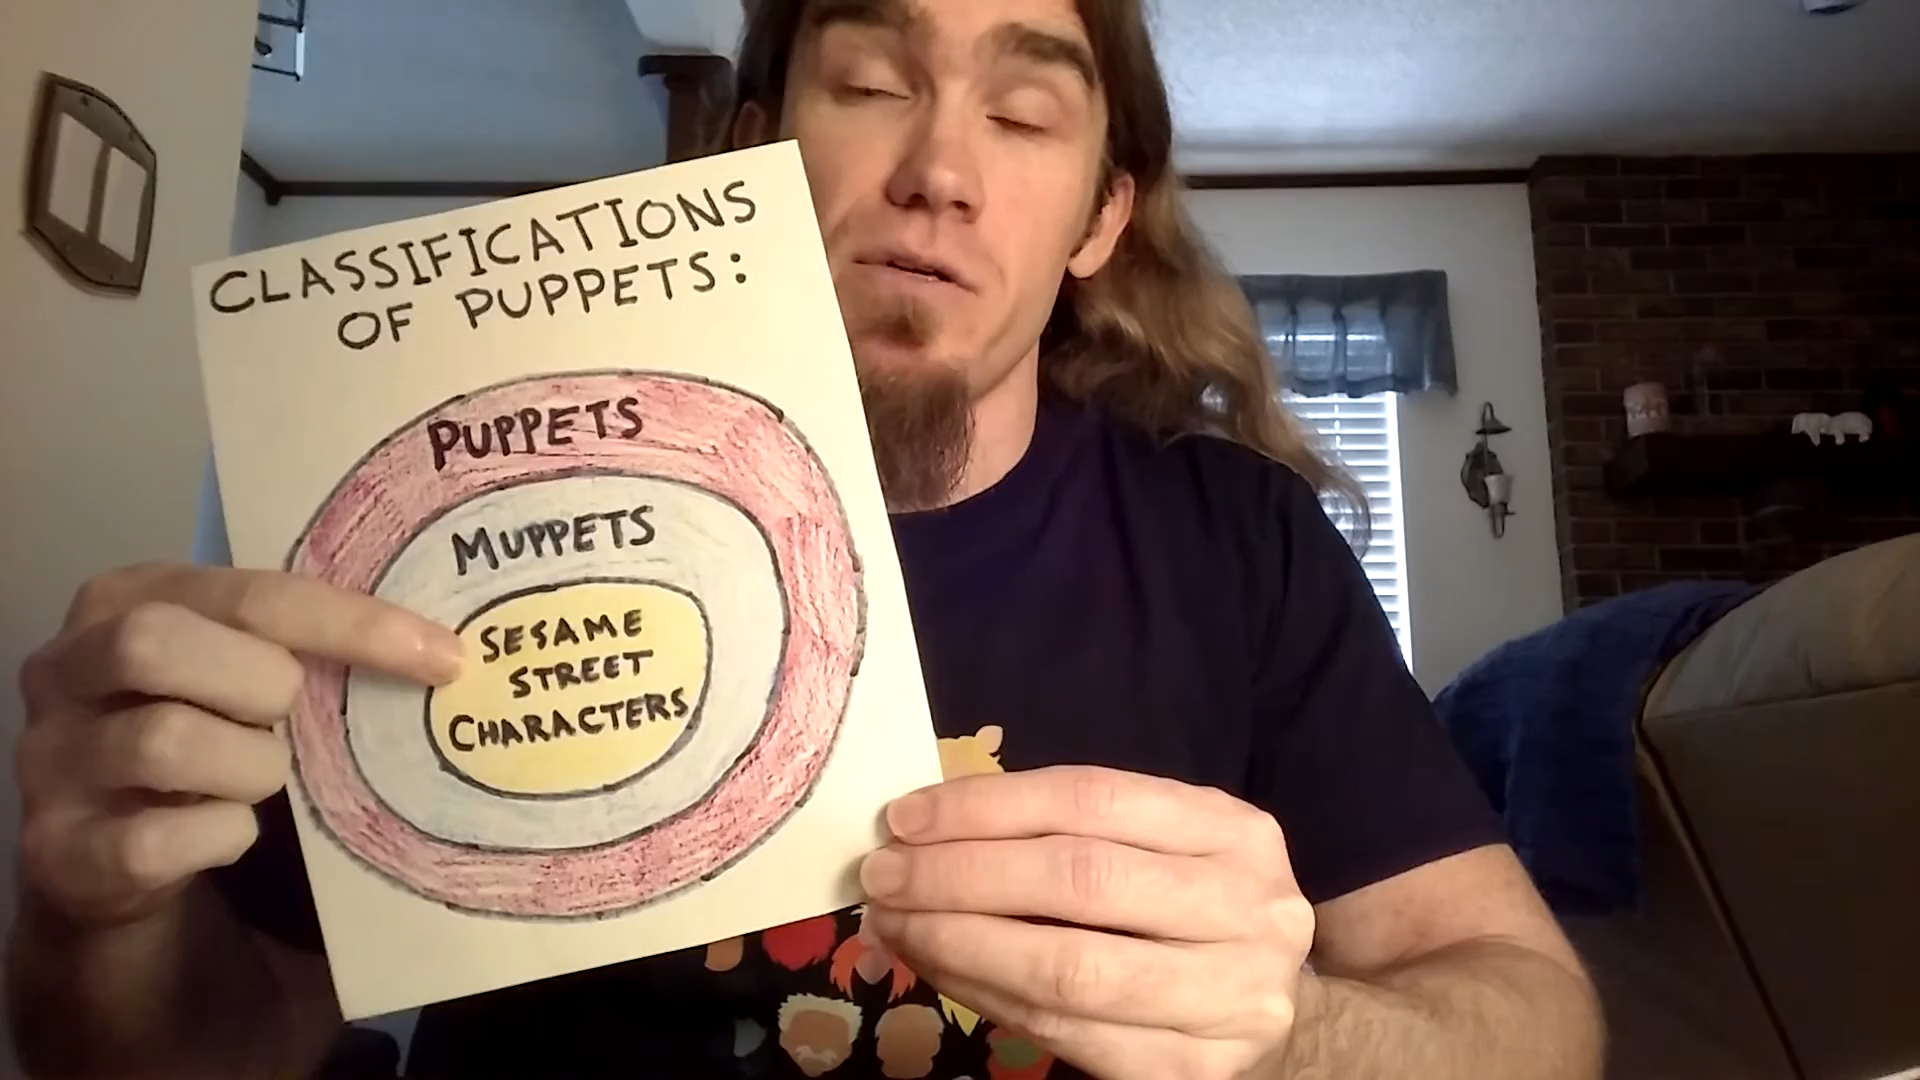 CLASSIFICATIONS
OF PUPPETS:
PUPPETS
MUPPETS
SESAME
STREET
CHARACTERS